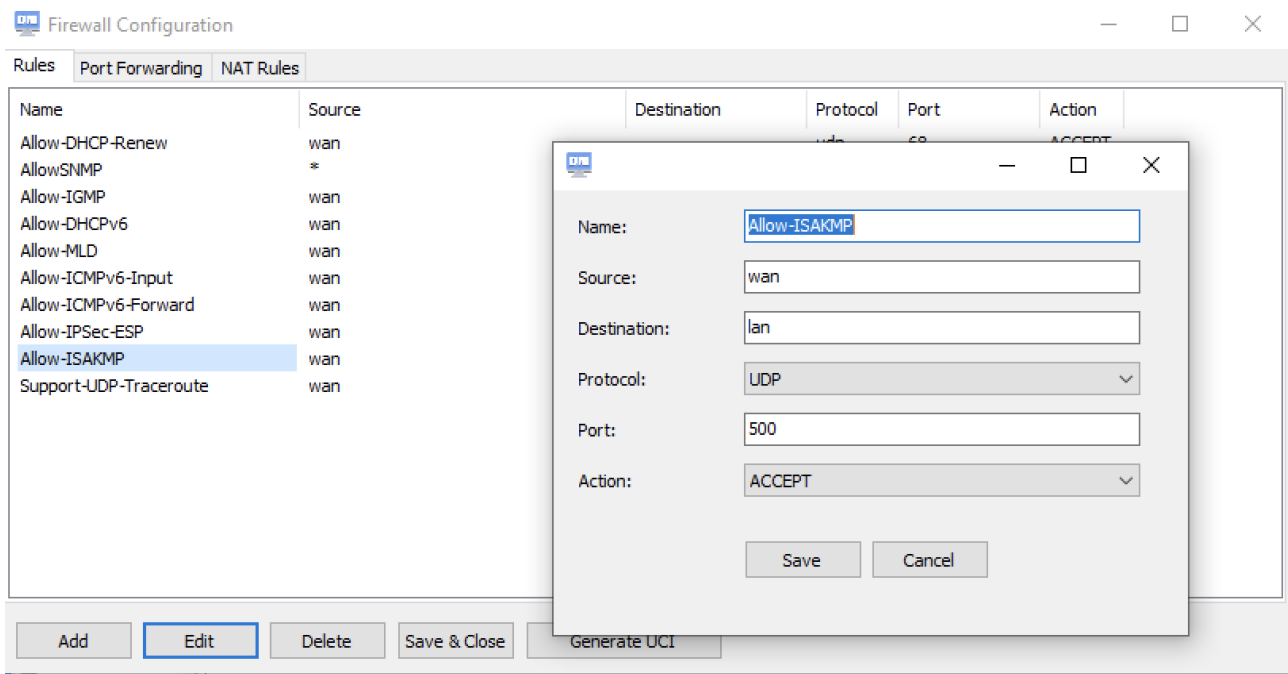 Firewall Configuration
Rules Port Forwarding NAT Rules
Name Source Destination Protocol Port Action
Allow-DHCP-Renew wan udp 68 ACCEPT
AllowSNMP *
Allow-IGMP wan
Allow-DHCPv6 wan
Allow-MLD wan
Allow-ICMPv6-Input wan
Allow-ICMPv6-Forward wan
Allow-IPSec-ESP wan
Allow-ISAKMP wan
Support-UDP-Traceroute wan
Name: Allow-ISAKMP
Source: wan
Destination: lan
Protocol: UDP
Port: 500
Action: ACCEPT
Save Cancel
Add Edit Delete Save & Close Generate UCI